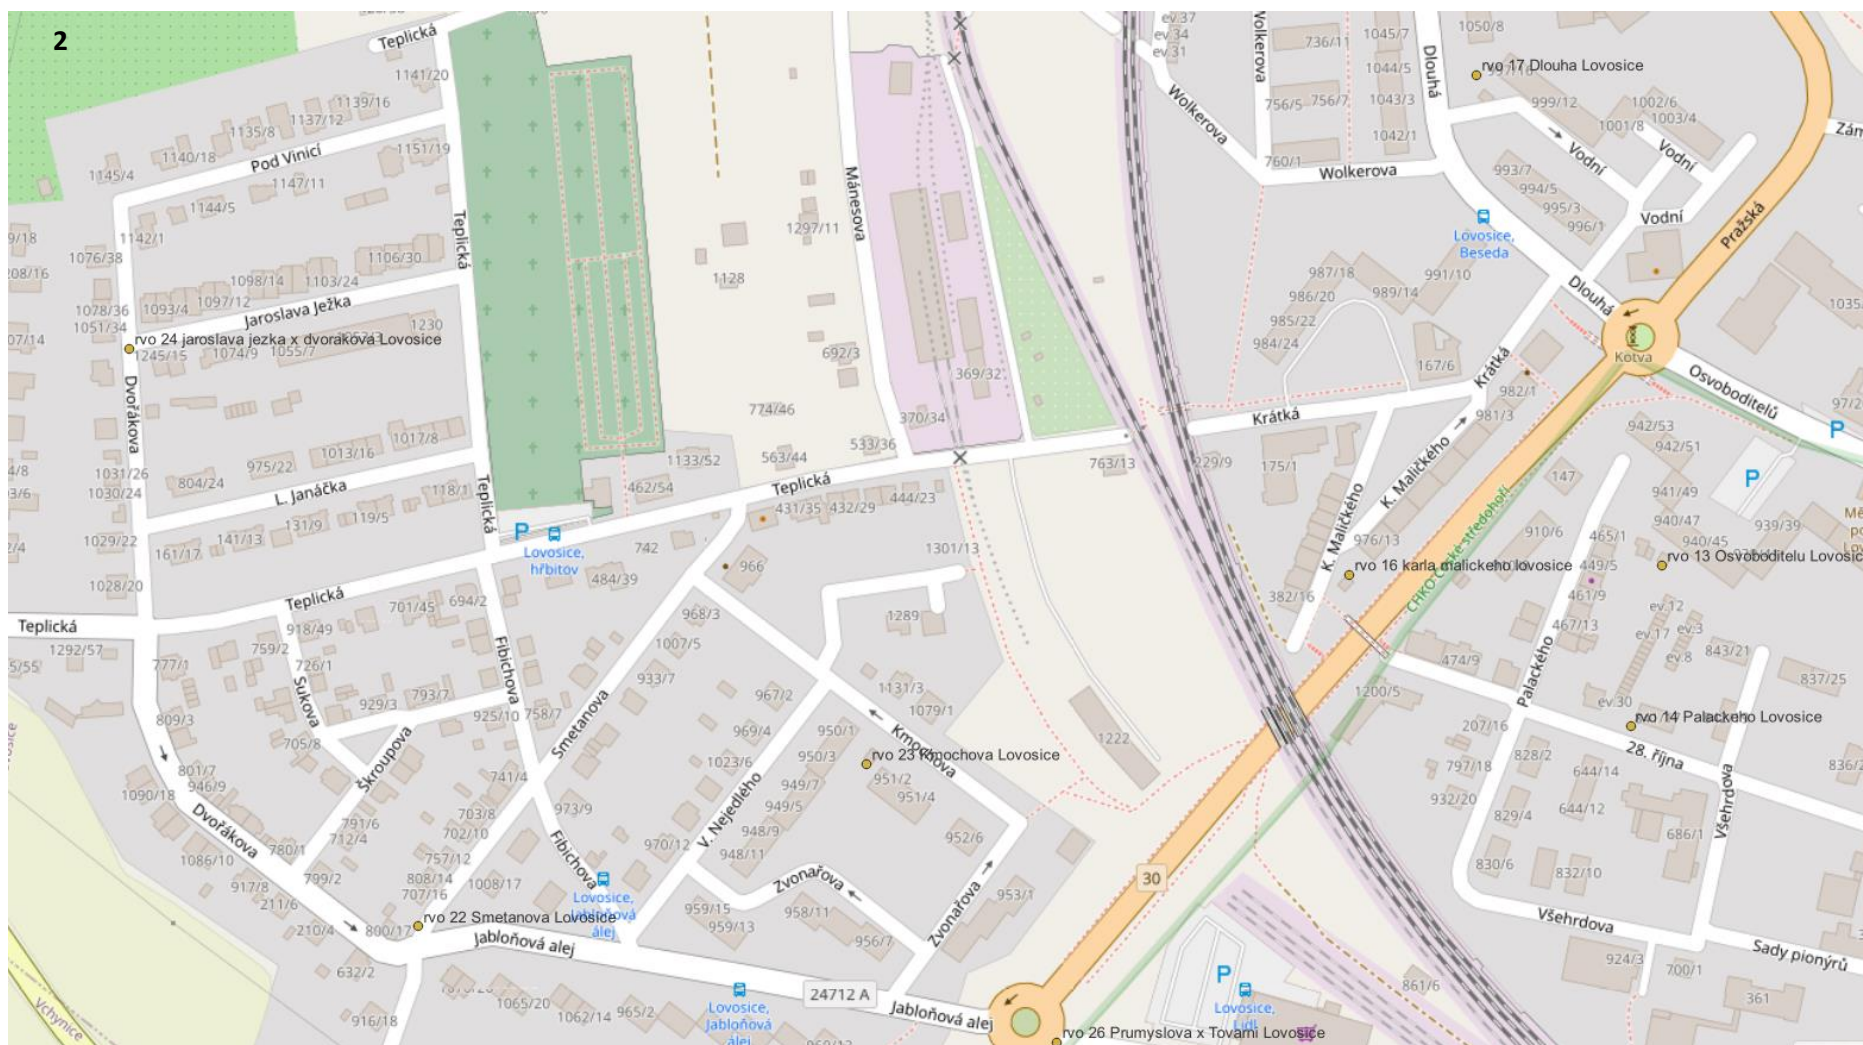 2
Teplická
1141/20
1139/16
1137/12
1135/8
1140/18
Pod Vinicí
1151/19
1145/4
1147/11
1144/5
1142/1
1076/38
Teplická
1106/30
1098/14
1103/24
1097/12
1093/4
1078/36
1051/34
Jaroslava Ježka
1230
rvo 24 jaroslava jezka x dvorakova Lovosice
1245/15
1074/9
1055/7
Dvořákova
1017/8
1013/16
975/22
804/24
1031/26
1030/24
L. Janáčka
1118/1
119/5
131/9
141/13
161/17
1029/22
1028/20
Teplická
Teplická
1292/57
Teplická
P
Lovosice,
hřbitov
1133/52
462/54
563/44
533/36
774/46
Teplická
431/35
432/29
444/23
742
484/39
966
1301/13
1289
Mánesova
1297/11
1128
692/3
370/34
369/32
763/13
229/9
ev.37
ev.34
ev.31
Wolkerova
Wolkerova
736/11
756/5
756/7
760/1
Wolkerova
1045/7
1044/5
1043/3
1042/1
Dlouhá
1050/8
rvo 17 Dlouha Lovosice
999/12
1002/6
1003/4
1001/8
Vodní
Vodní
993/7
994/5
995/3
996/1
Vodní
Lovosice,
Beseda
Pražská
Dlouhá
Kotva
Osvoboditelů
987/18
986/20
989/14
991/10
985/22
984/24
167/6
Krátká
Krátká
982/1
981/3
175/1
K. Malického
K. Malického
976/13
382/16
rvo 16 karla malickeho lovosice
CHKO České středohoří
942/53
942/51
147
941/49
940/47
940/45
939/39
P
P
910/6
465/1
449/5
461/9
467/13
rvo 13 Osvoboditelu Lovosic
ev.12
ev.17
ev.3
ev.8
ev.30
843/21
837/25
Palackého
474/9
1200/5
207/16
rvo 14 Palackeho Lovosice
28. října
828/2
797/18
932/20
829/4
644/14
644/12
686/1
830/6
832/10
Všehrdova
Všehrdova
Sady pionýrů
924/3
700/1
361
861/6
701/45
694/2
918/49
759/2
726/1
Sukova
793/7
929/3
925/10
758/7
705/8
Škroupova
Fibichova
968/3
1007/5
933/7
Smetanova
777/1
809/3
801/7
946/9
1090/18
Dvořákova
1086/10
917/8
211/6
210/4
780/1
799/2
791/6
712/4
741/4
703/8
702/10
757/12
808/14
707/16
1008/17
800/17
rvo 22 Smetanova Lovosice
973/9
Fibichova
Lovosice,
Jabloňová
alej
967/2
969/4
1023/6
970/12
V. Nejedlého
950/1
950/3
949/7
949/5
948/9
948/11
rvo 23 Kmochova Lovosice
Kmochova
951/2
951/4
1131/3
1079/1
1222
952/6
953/1
Zvonařova
Zvonařova
959/15
959/13
958/11
956/7
Jabloňová alej
24712 A
Jabloňová alej
Lovosice,
Jabloňová
alej
632/2
916/18
1065/20
1062/14
965/2
30
P
Lovosice,
Lidl
rvo 26 Prumyslova x Tovarni Lovosice
Vchynice